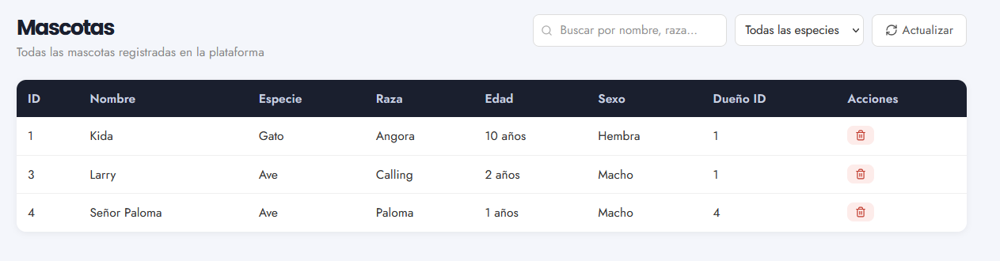 Mascotas
Todas las mascotas registradas en la plataforma
Buscar por nombre, raza...
Todas las especies
Actualizar
ID Nombre Especie Raza Edad Sexo Dueño ID Acciones
1 Kida Gato Angora 10 años Hembra 1
3 Larry Ave Calling 2 años Macho 1
4 Señor Paloma Ave Paloma 1 años Macho 4